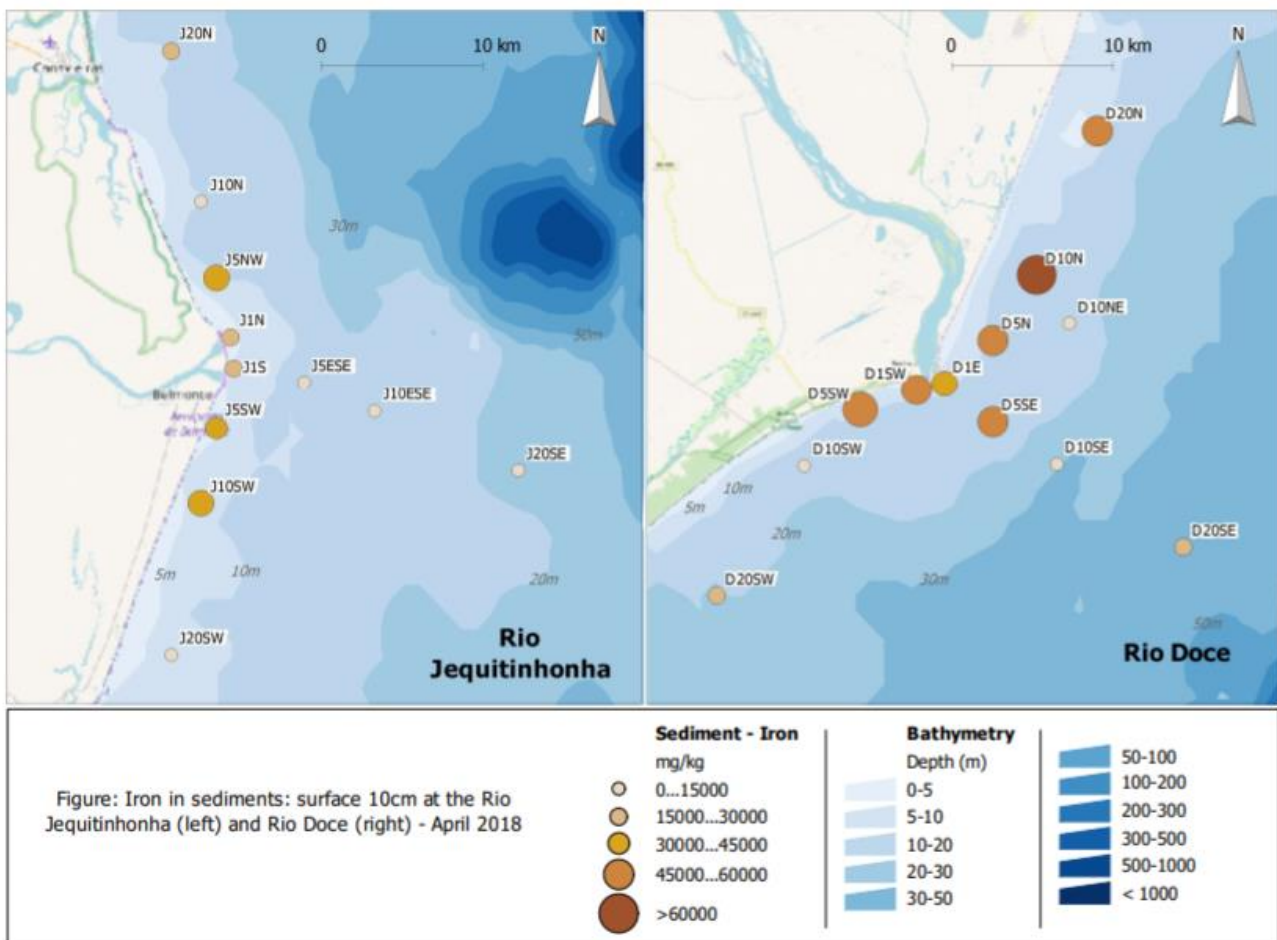 J20N
0 10 km
N
J10N
30m
J5NW
J1N
J1S
50m
J5ESE
Belmonte
J10ESE
J5SW
J20SE
J10SW
5m
10m
20m
J20SW
Rio
Jequitinhonha
0 10 km
N
D20N
D10N
D10NE
D5N
D1E
D1SW
D5SW
D5SE
D10SW
D10SE
10m
5m
20m
D20SE
30m
D20SW
50m
Rio Doce
Figure: Iron in sediments: surface 10cm at the Rio
Jequitinhonha (left) and Rio Doce (right) - April 2018
Sediment - Iron
mg/kg
0...15000
15000...30000
30000...45000
45000...60000
>60000
Bathymetry
Depth (m)
0-5
5-10
10-20
20-30
30-50
50-100
100-200
200-300
300-500
500-1000
< 1000